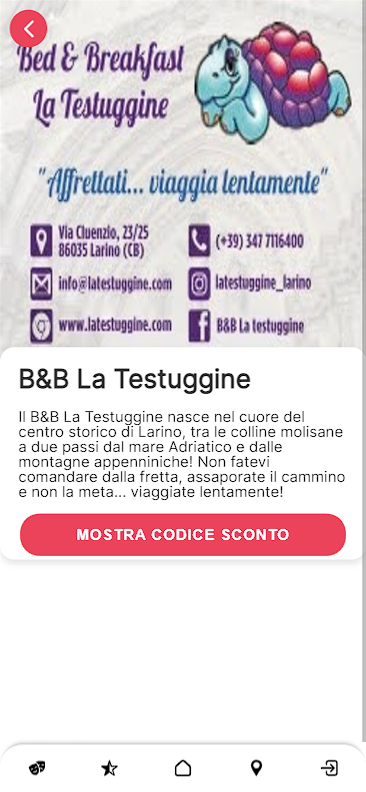 Bed & Breakfast
La Testuggine
"Affrettati... viaggia lentamente"
Via Cluenzio, 23/25
86035 Larino (CB)
(+39) 347 7116400
info@latestuggine.com
latestuggine_larino
www.latestuggine.com
B&B La testuggine
B&B La Testuggine
Il B&B La Testuggine nasce nel cuore del
centro storico di Larino, tra le colline molisane
a due passi dal mare Adriatico e dalle
montagne appenniniche! Non fatevi
comandare dalla fretta, assaporate il cammino
e non la meta... viaggiate lentamente!
MOSTRA CODICE SCONTO